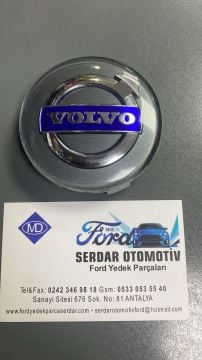 VOLVO
MD
Ford
SERDAR OTOMOTİV
Ford Yedek Parçaları
Tel&Fax: 0242 346 98 18 Gsm: 0533 053 55 40
Sanayi Sitesi 676 Sok. No: 81 ANTALYA
www.fordyedekparcaserdar.com - serdarotomotivford@hotmail.com